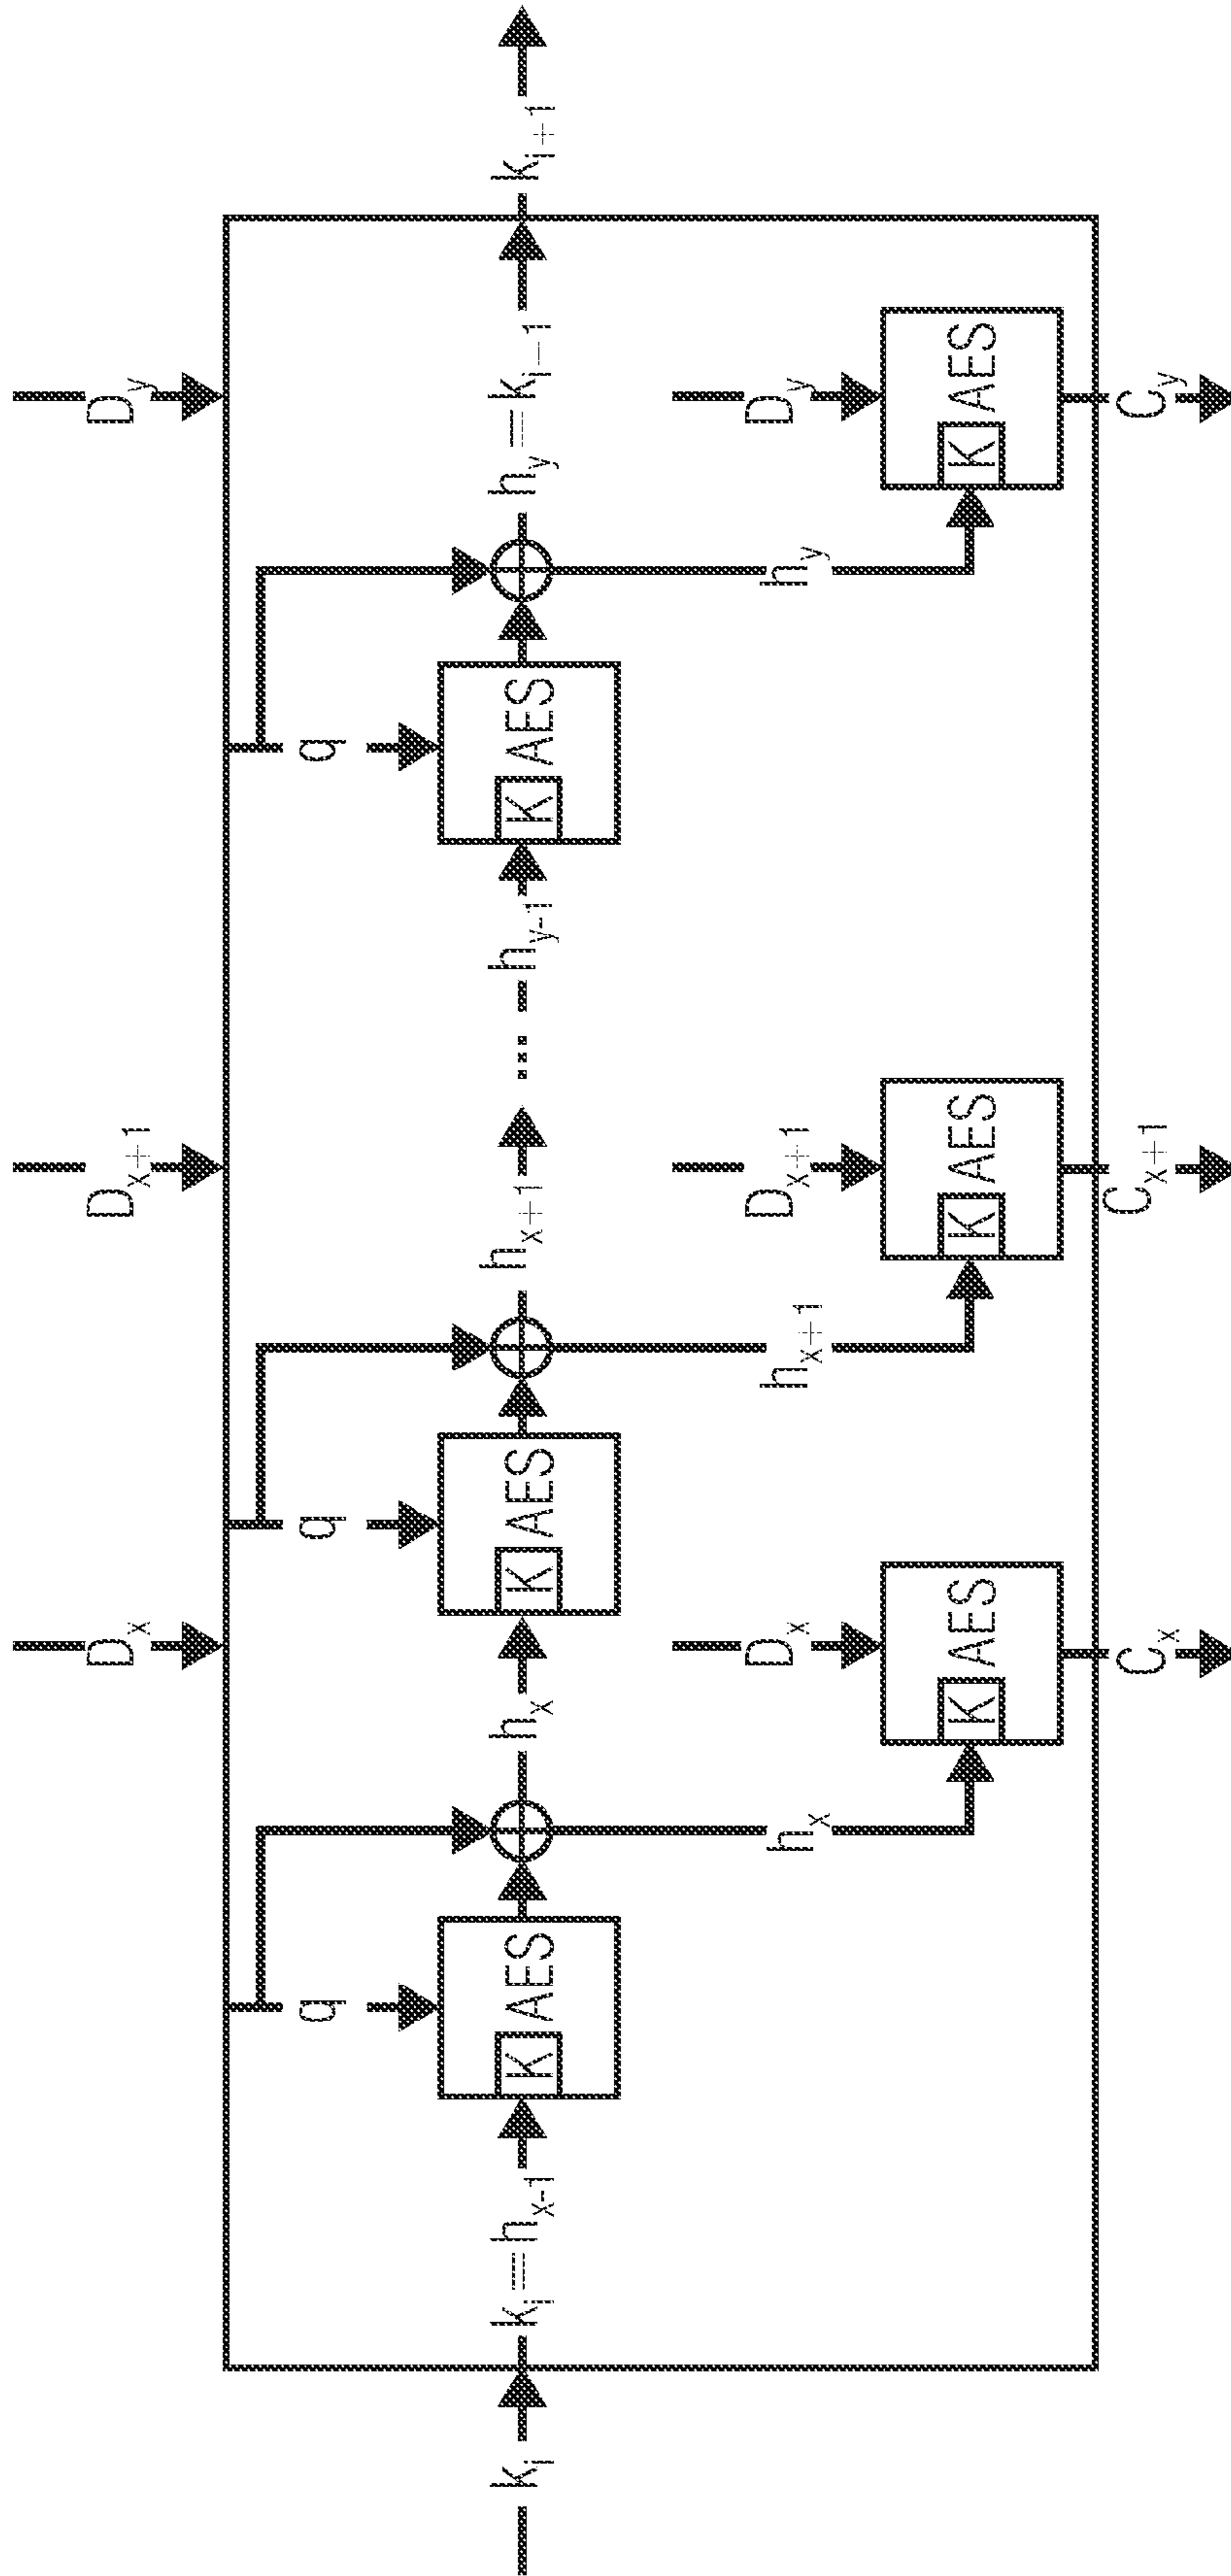 D_x D_{x+1} D_y
q q q
k_i k_i=h_{x-1} K AES h_x K AES h_{x+1} ... h_{y-1} K AES h_y=k_{i-1} k_{i+1}
D_x D_{x+1} D_y
h_x h_{x+1} h_y
K AES K AES K AES
C_x C_{x+1} C_y